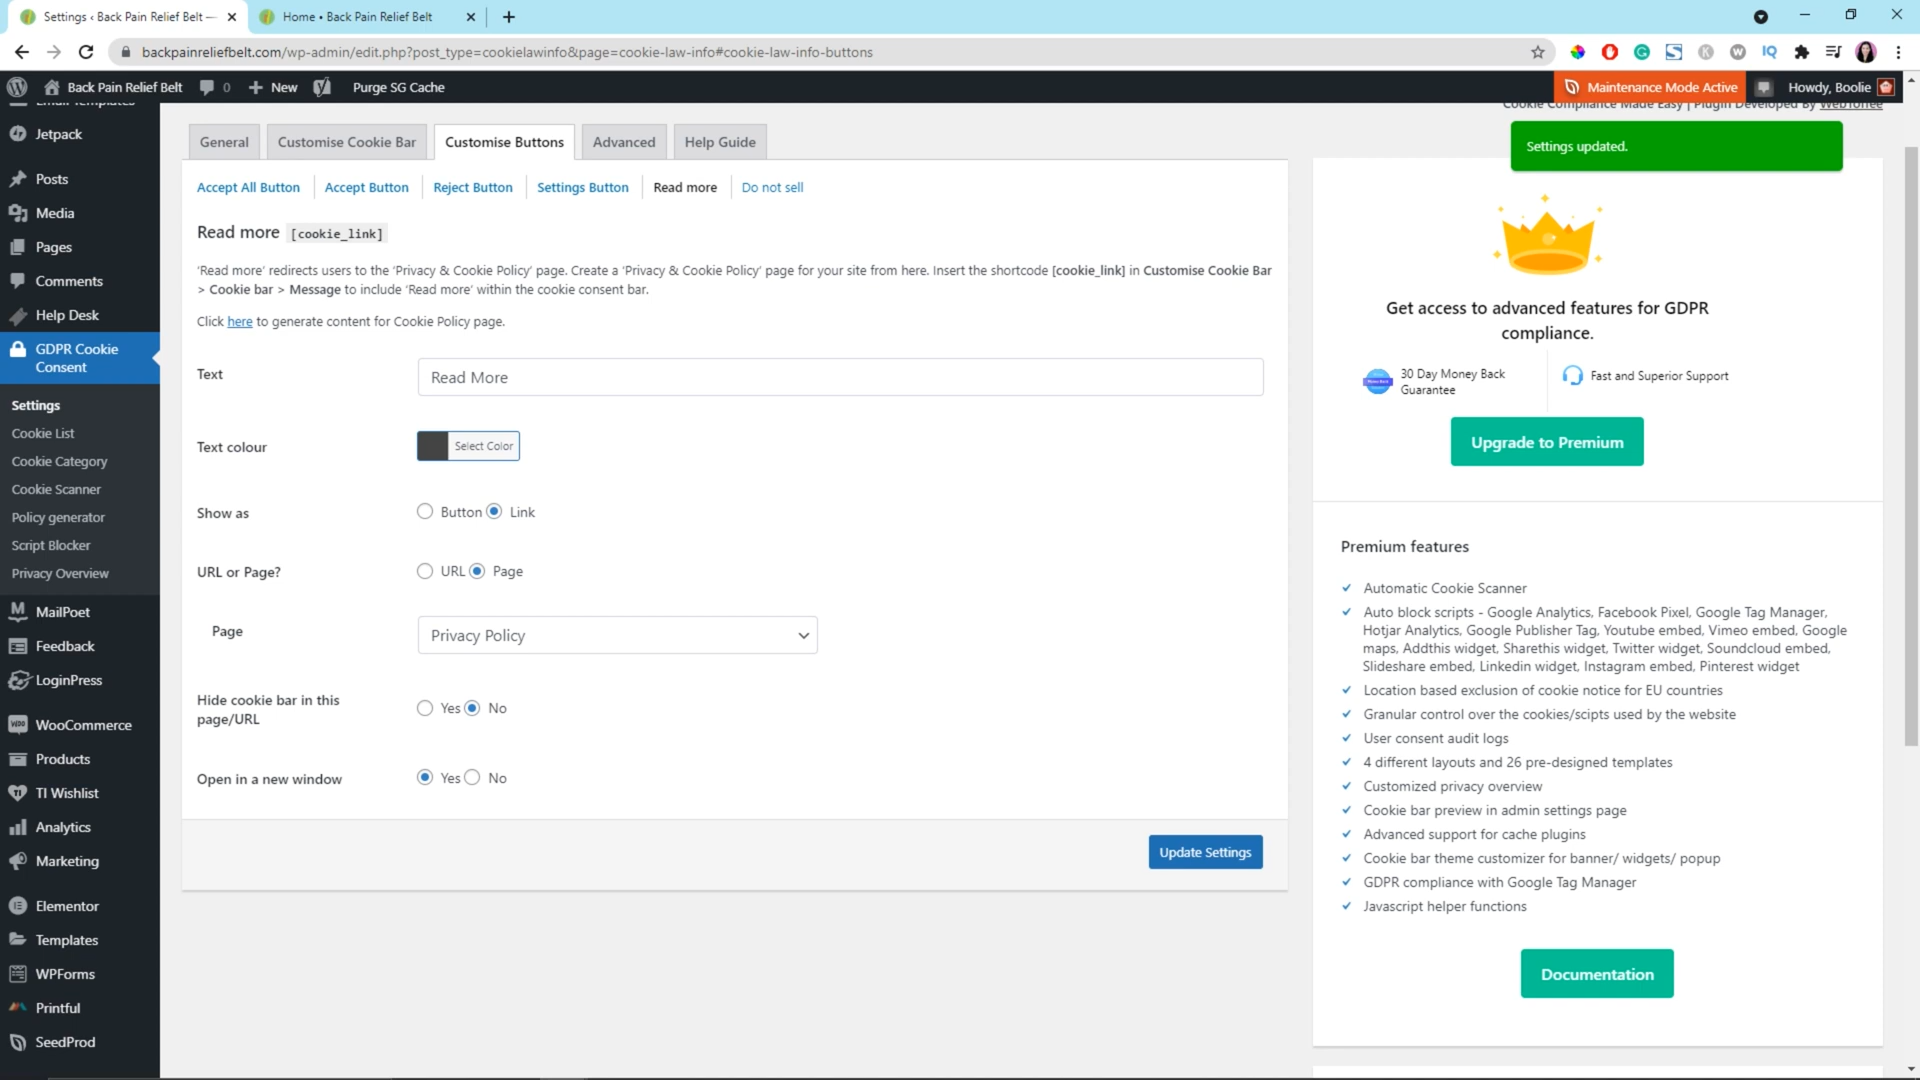 Settings ‹ Back Pain Relief Belt —
Home • Back Pain Relief Belt
backpainreliefbelt.com/wp-admin/edit.php?post_type=cookielawinfo&page=cookie-law-info#cookie-law-info-buttons
Back Pain Relief Belt
0
New
Purge SG Cache
Maintenance Mode Active
Howdy, Boolie
Email Templates
Jetpack
Posts
Media
Pages
Comments
Help Desk
GDPR Cookie
Consent
Settings
Cookie List
Cookie Category
Cookie Scanner
Policy generator
Script Blocker
Privacy Overview
MailPoet
Feedback
LoginPress
WooCommerce
Products
TI Wishlist
Analytics
Marketing
Elementor
Templates
WPForms
Printful
SeedProd
General
Customise Cookie Bar
Customise Buttons
Advanced
Help Guide
Accept All Button
Accept Button
Reject Button
Settings Button
Read more
Do not sell
Read more [cookie_link]
'Read more' redirects users to the 'Privacy & Cookie Policy' page. Create a 'Privacy & Cookie Policy' page for your site from here. Insert the shortcode [cookie_link] in Customise Cookie Bar
> Cookie bar > Message to include 'Read more' within the cookie consent bar.
Click here to generate content for Cookie Policy page.
Text
Read More
Text colour
Select Color
Show as
Button Link
URL or Page?
URL Page
Page
Privacy Policy
Hide cookie bar in this
page/URL
Yes No
Open in a new window
Yes No
Update Settings
Cookie Compliance Made Easy | Plugin Developed By WebToffee
Settings updated.
Get access to advanced features for GDPR
compliance.
30 Day Money Back
Guarantee
Fast and Superior Support
Upgrade to Premium
Premium features
Automatic Cookie Scanner
Auto block scripts - Google Analytics, Facebook Pixel, Google Tag Manager,
Hotjar Analytics, Google Publisher Tag, Youtube embed, Vimeo embed, Google
maps, Addthis widget, Sharethis widget, Twitter widget, Soundcloud embed,
Slideshare embed, Linkedin widget, Instagram embed, Pinterest widget
Location based exclusion of cookie notice for EU countries
Granular control over the cookies/scipts used by the website
User consent audit logs
4 different layouts and 26 pre-designed templates
Customized privacy overview
Cookie bar preview in admin settings page
Advanced support for cache plugins
Cookie bar theme customizer for banner/ widgets/ popup
GDPR compliance with Google Tag Manager
Javascript helper functions
Documentation